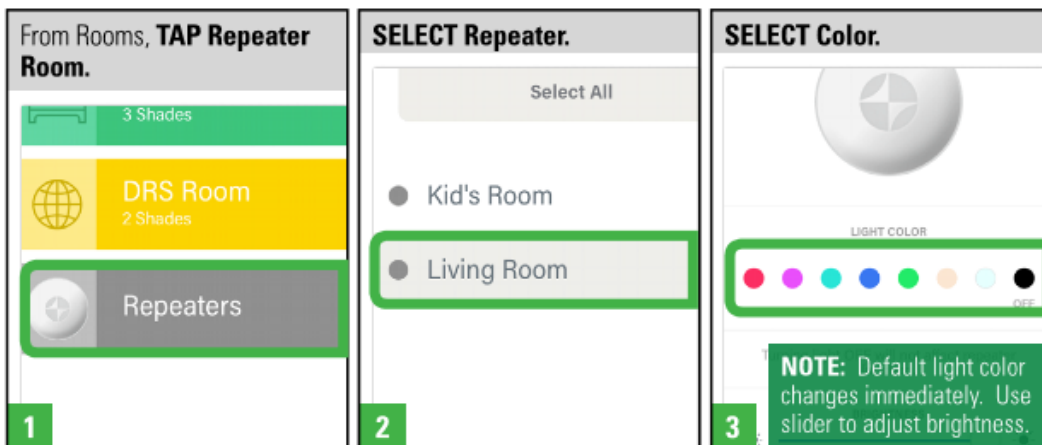 From Rooms, TAP Repeater
Room.
3 Shades
DRS Room
2 Shades
Repeaters
1
SELECT Repeater.
Select All
Kid's Room
Living Room
2
SELECT Color.
LIGHT COLOR
OFF
NOTE: Default light color
changes immediately. Use
slider to adjust brightness.
3